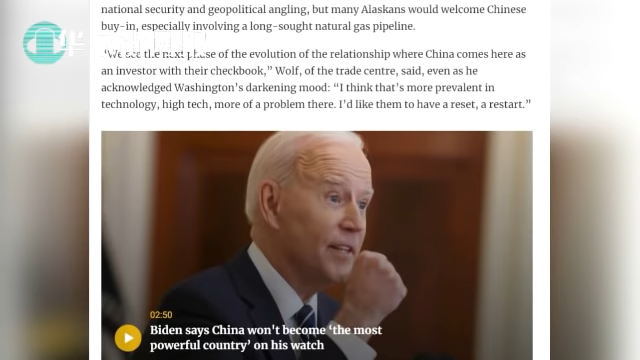 national security and geopolitical angling, but many Alaskans would welcome Chinese
buy-in, especially involving a long-sought natural gas pipeline.
“We see the next phase of the evolution of the relationship where China comes here as
an investor with their checkbook,” Wolf, of the trade centre, said, even as he
acknowledged Washington’s darkening mood: “I think that’s more prevalent in
technology, high tech, more of a problem there. I’d like them to have a reset, a restart.”
02:50
Biden says China won't become ‘the most
powerful country’ on his watch